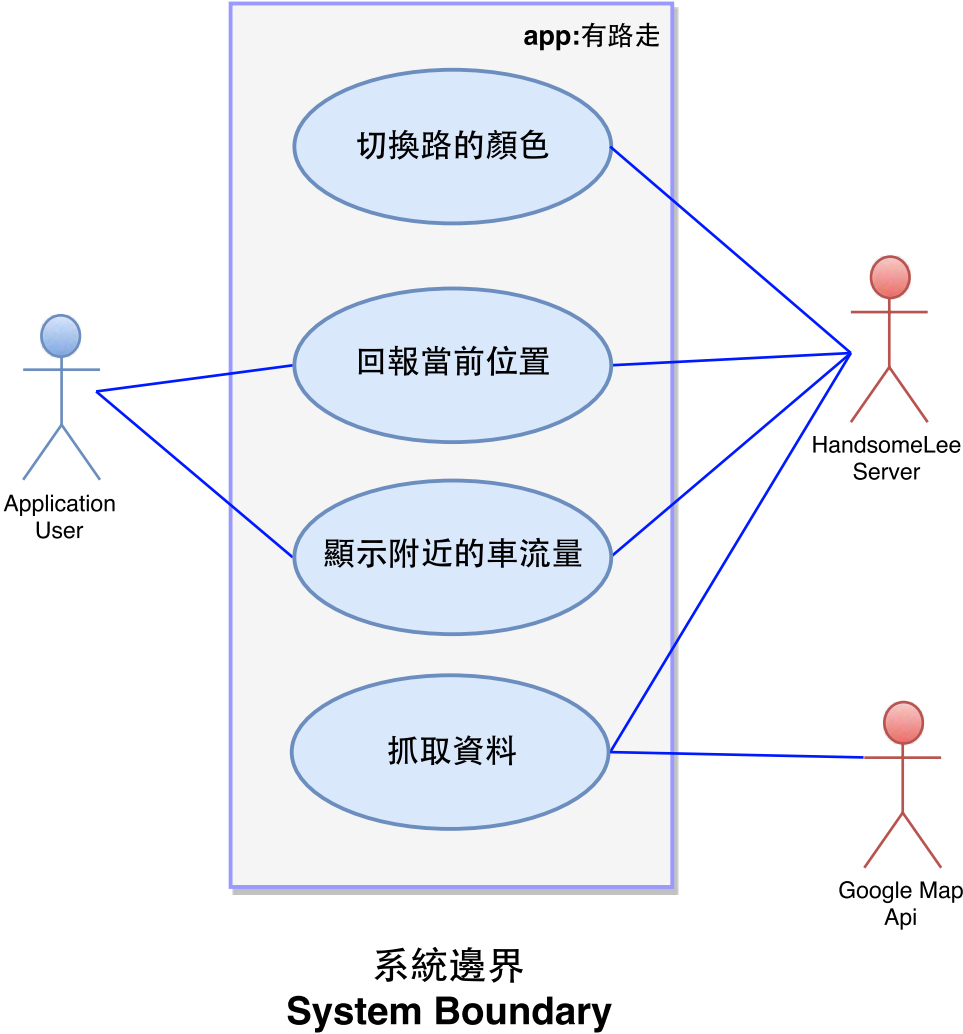 app:有路走
切換路的顏色
回報當前位置
顯示附近的車流量
抓取資料
Application
User
HandsomeLee
Server
Google Map
Api
系統邊界
System Boundary